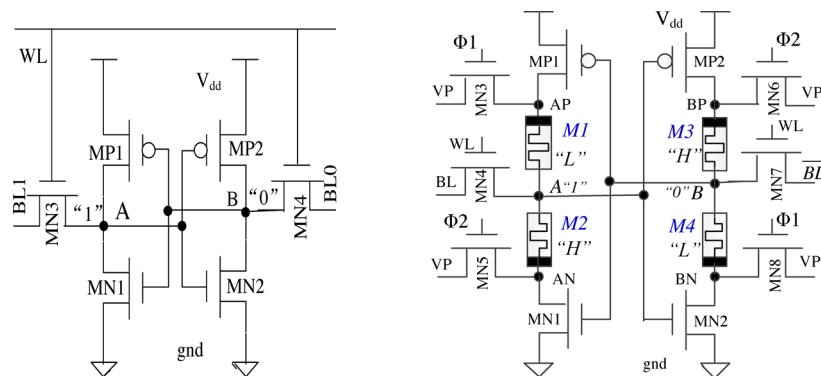 WL
V_dd
MP1
MP2
BL1
MN3
"1"
A
B
"0"
MN4
BL0
MN1
MN2
gnd
V_dd
Φ1
MP1
MP2
Φ2
VP
MN3
AP
BP
MN6
VP
WL
M1
"L"
M3
"H"
WL
BL
MN4
A"1"
"0"B
MN7
BL
Φ2
M2
"H"
M4
"L"
Φ1
VP
MN5
AN
BN
MN8
VP
MN1
MN2
gnd